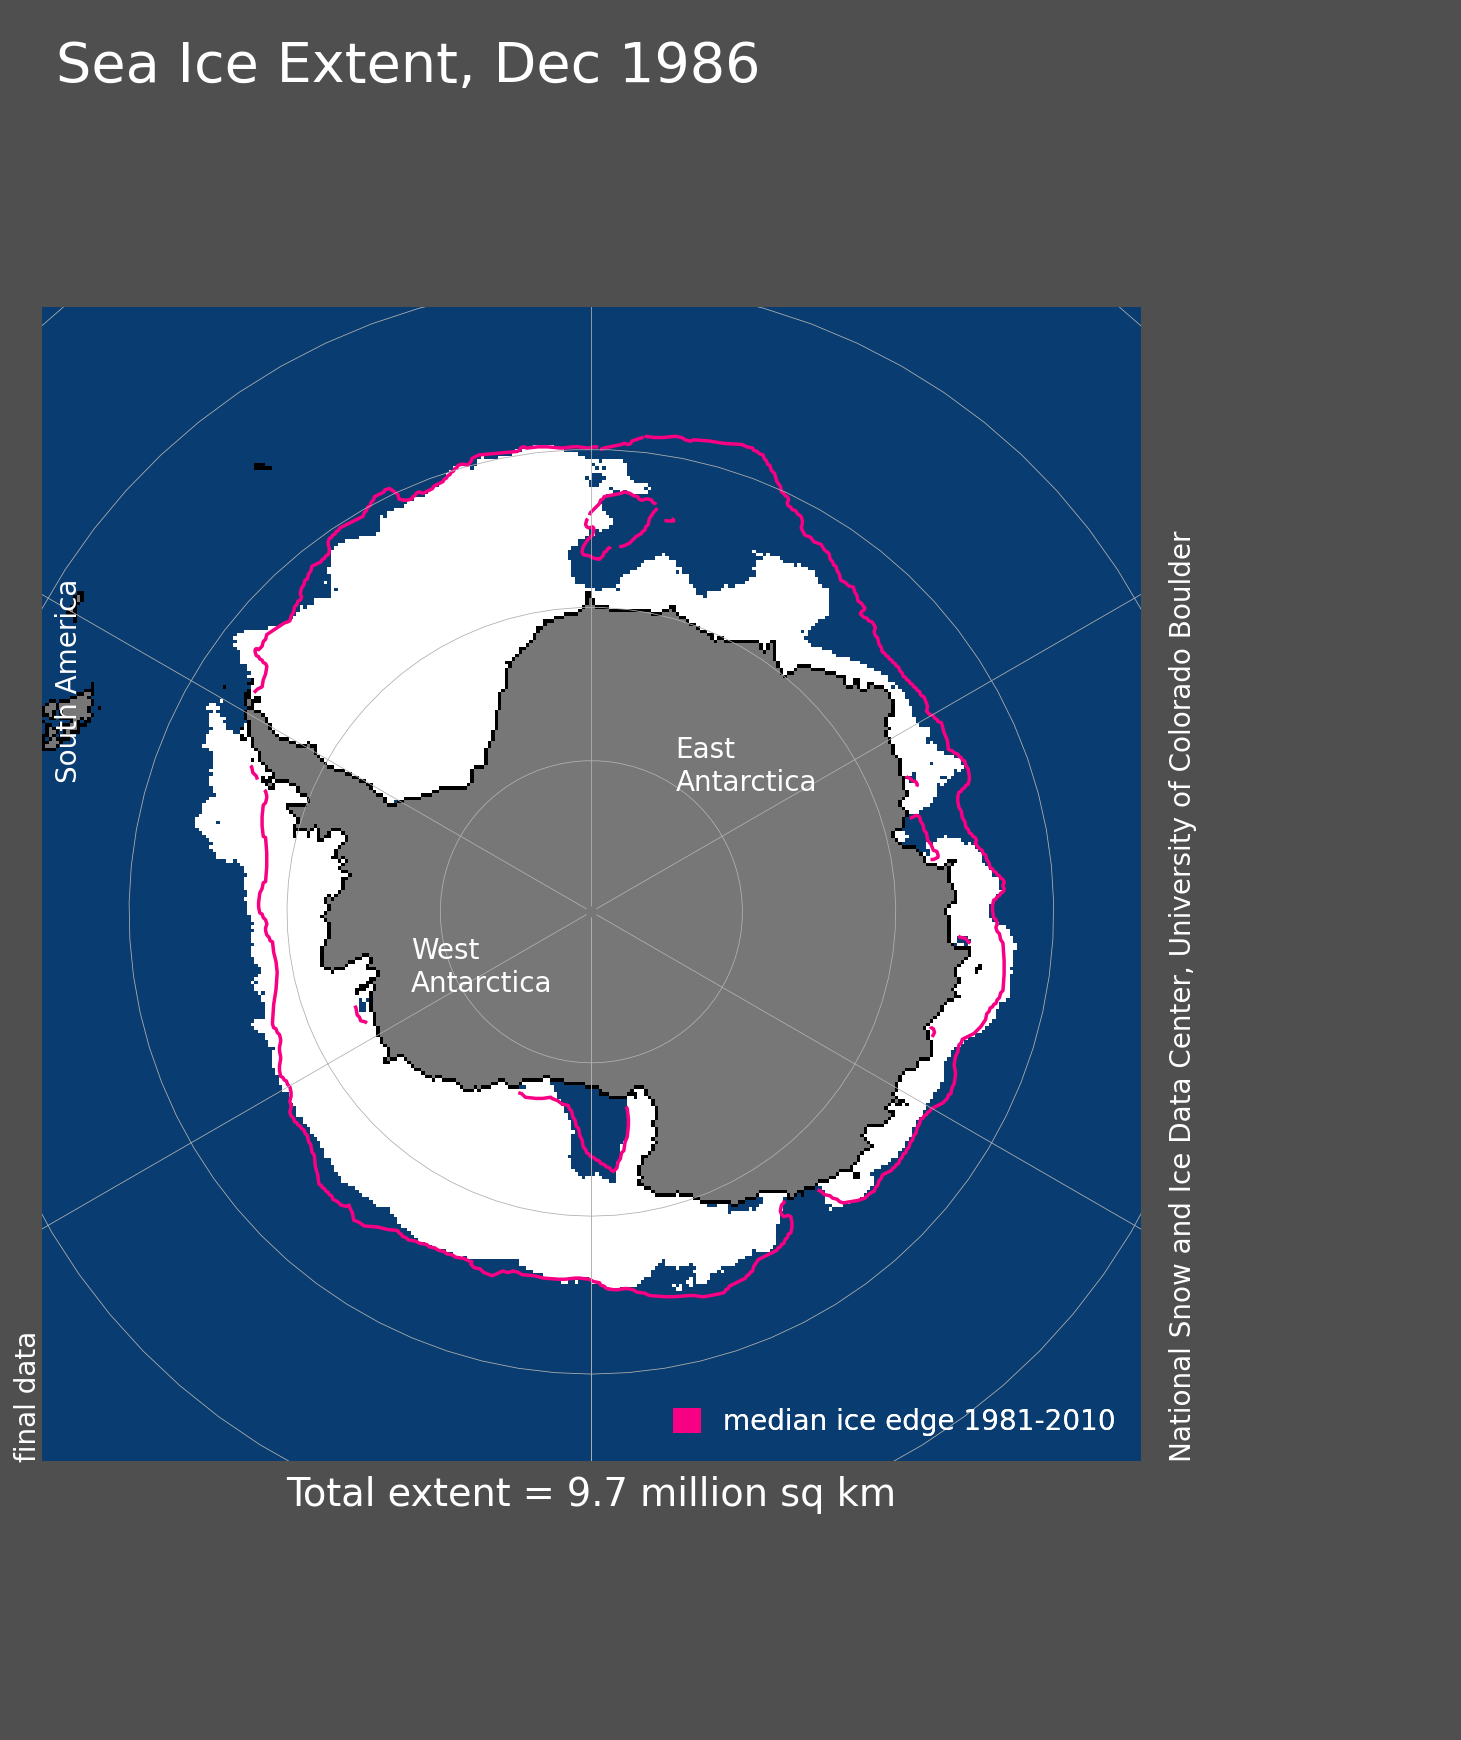 Sea Ice Extent, Dec 1986
South America
East
Antarctica
West
Antarctica
National Snow and Ice Data Center, University of Colorado Boulder
final data
median ice edge 1981-2010
Total extent = 9.7 million sq km